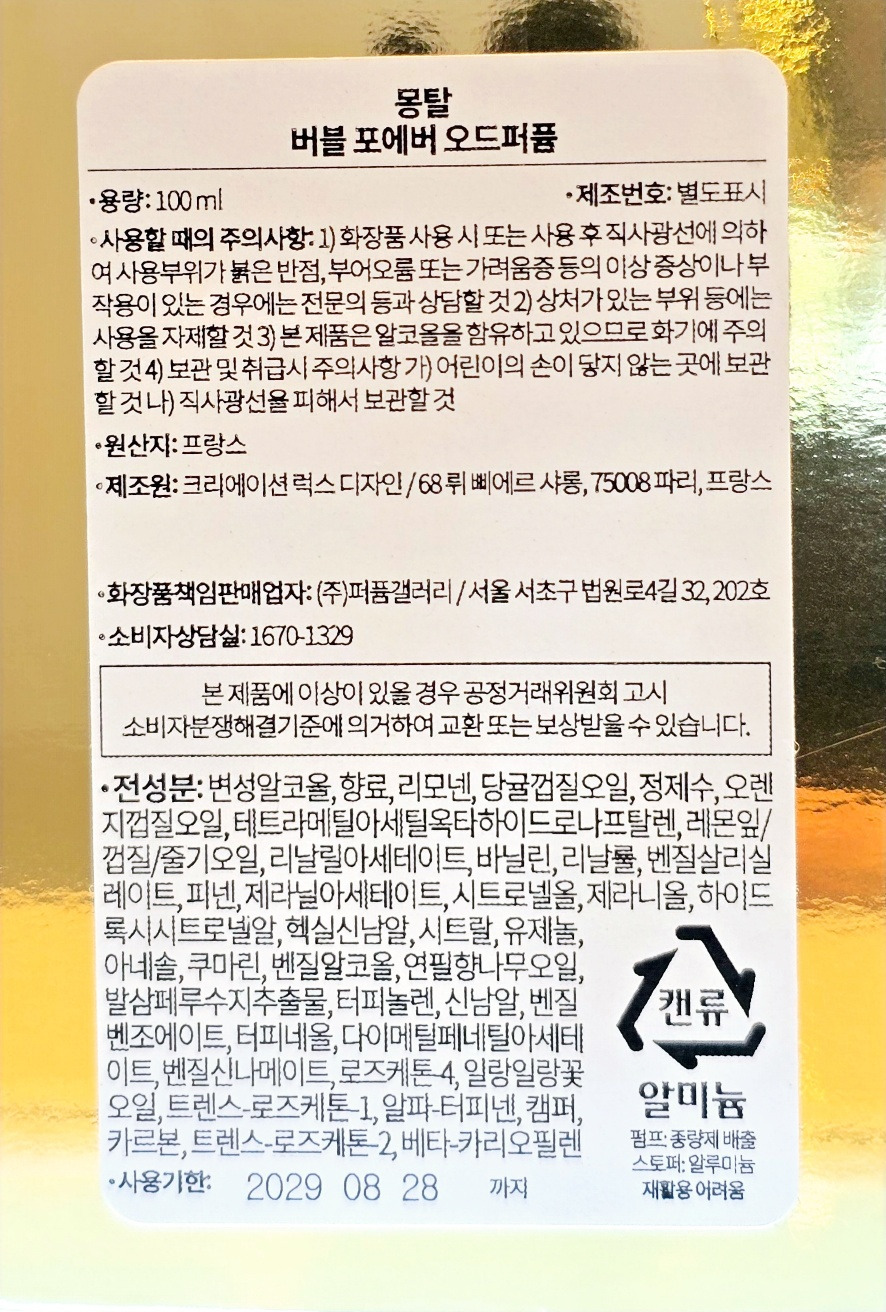 몽탈
버블 포에버 오드퍼퓸
•용량: 100ml •제조번호: 별도표시
•사용할 때의 주의사항: 1) 화장품 사용 시 또는 사용 후 직사광선에 의하
여 사용부위가 붉은 반점, 부어오름 또는 가려움증 등의 이상 증상이나 부
작용이 있는 경우에는 전문의 등과 상담할 것 2) 상처가 있는 부위 등에는
사용을 자제할 것 3) 본 제품은 알코올을 함유하고 있으므로 화기에 주의
할 것 4) 보관 및 취급시 주의사항 가) 어린이의 손이 닿지 않는 곳에 보관
할 것 나) 직사광선을 피해서 보관할 것
•원산지: 프랑스
•제조원: 크리에이션 럭스 디자인 / 68 뤼 삐에르 샤롱, 75008 파리, 프랑스
•화장품책임판매업자: (주)퍼퓸갤러리 / 서울 서초구 법원로4길 32, 202호
•소비자상담실: 1670-1329
본 제품에 이상이 있을 경우 공정거래위원회 고시
소비자분쟁해결기준에 의거하여 교환 또는 보상받을 수 있습니다.
•전성분: 변성알코올, 향료, 리모넨, 당귤껍질오일, 정제수, 오렌
지껍질오일, 테트라메틸아세틸옥타하이드로나프탈렌, 레몬잎/
껍질/줄기오일, 리날릴아세테이트, 바닐린, 리날룰, 벤질살리실
레이트, 피넨, 제라닐아세테이트, 시트로넬올, 제라니올, 하이드
록시시트로넬알, 헥실신남알, 시트랄, 유제놀,
아네솔, 쿠마린, 벤질알코올, 연필향나무오일,
발삼페루수지추출물, 터피놀렌, 신남알, 벤질
벤조에이트, 터피네올, 다이메틸페네틸아세테
이트, 벤질신나메이트, 로즈케톤-4, 일랑일랑꽃
오일, 트렌스-로즈케톤-1, 알파-터피넨, 캠퍼,
카르본, 트렌스-로즈케톤-2, 베타-카리오필렌
•사용기한: 2029 08 28 까지
캔류
알미늄
펌프: 종량제 배출
스토퍼: 알루미늄
재활용 어려움